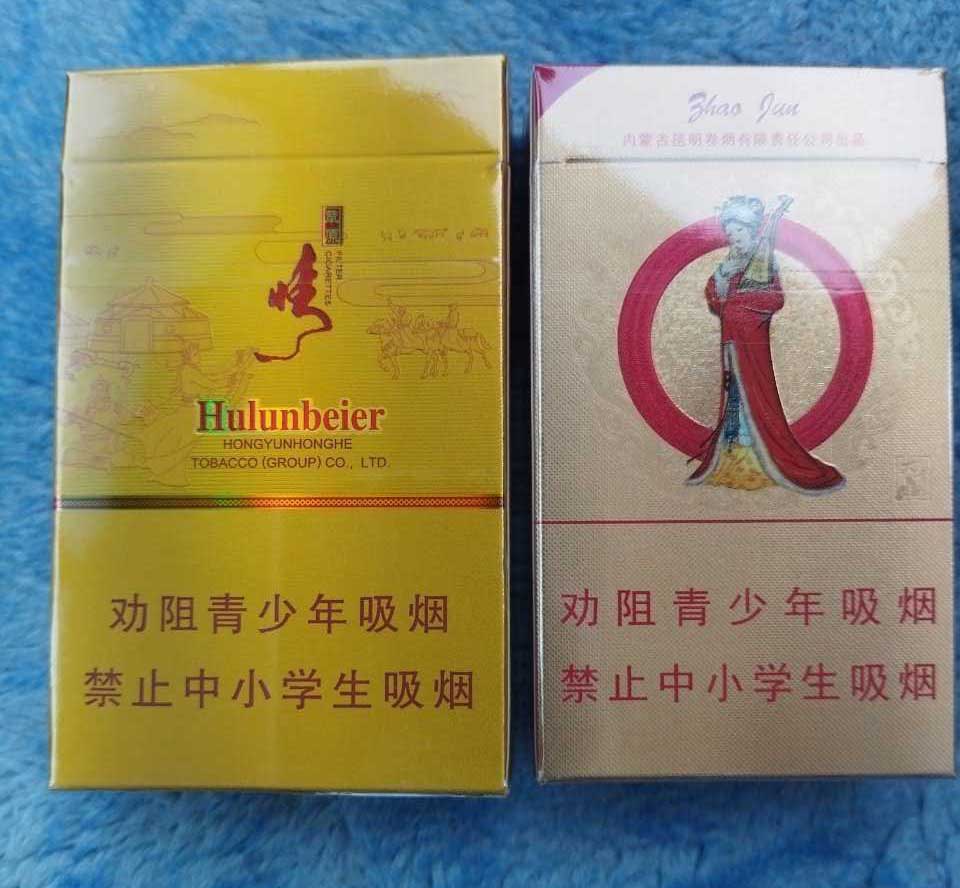 情
FILTER
CIGARETTES
Hulunbeier
HONGYUNHONGHE
TOBACCO (GROUP) CO., LTD.
劝阻青少年吸烟
禁止中小学生吸烟
Zhao Jun
内蒙古昆明卷烟有限责任公司出品
劝阻青少年吸烟
禁止中小学生吸烟